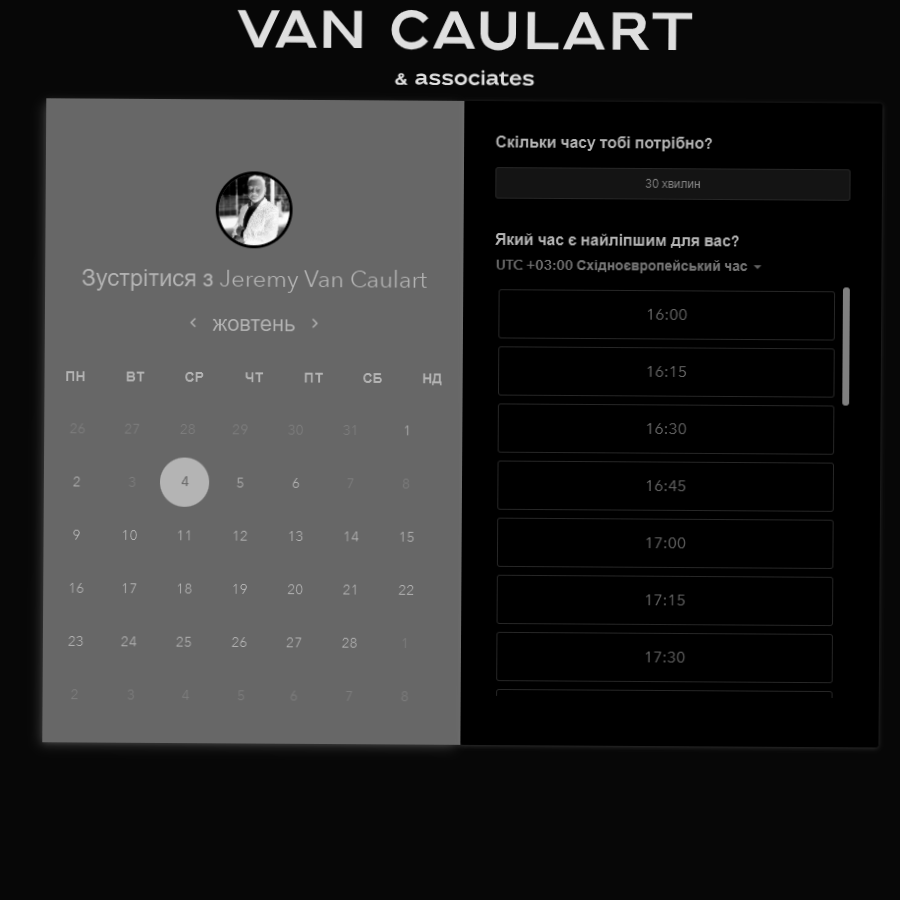 VAN CAULART
& associates
Зустрітися з Jeremy Van Caulart
жовтень
ПН ВТ СР ЧТ ПТ СБ НД
26 27 28 29 30 31 1
2 3 4 5 6 7 8
9 10 11 12 13 14 15
16 17 18 19 20 21 22
23 24 25 26 27 28 1
2 3 4 5 6 7 8
Скільки часу тобі потрібно?
30 хвилин
Який час є найліпшим для вас?
UTC +03:00 Східноєвропейський час
16:00
16:15
16:30
16:45
17:00
17:15
17:30